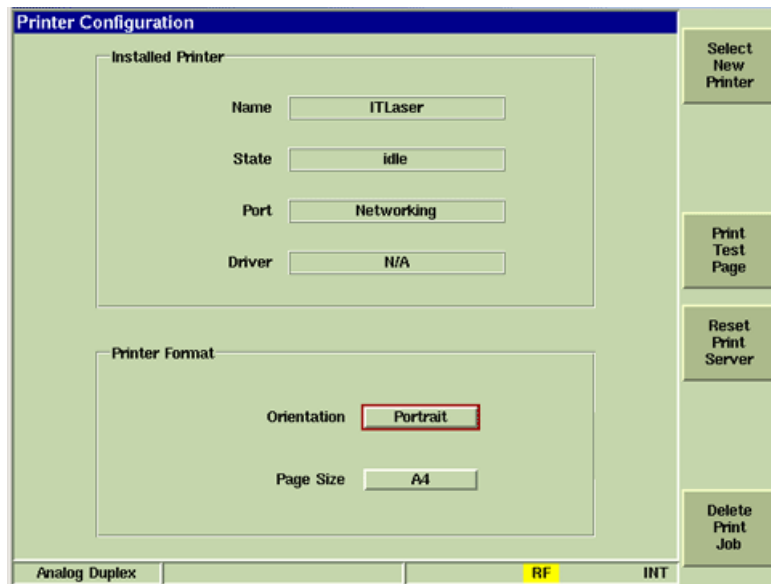 Printer Configuration
Installed Printer
Name ITLaser
State idle
Port Networking
Driver N/A
Printer Format
Orientation Portrait
Page Size A4
Select
New
Printer
Print
Test
Page
Reset
Print
Server
Delete
Print
Job
Analog Duplex RF INT